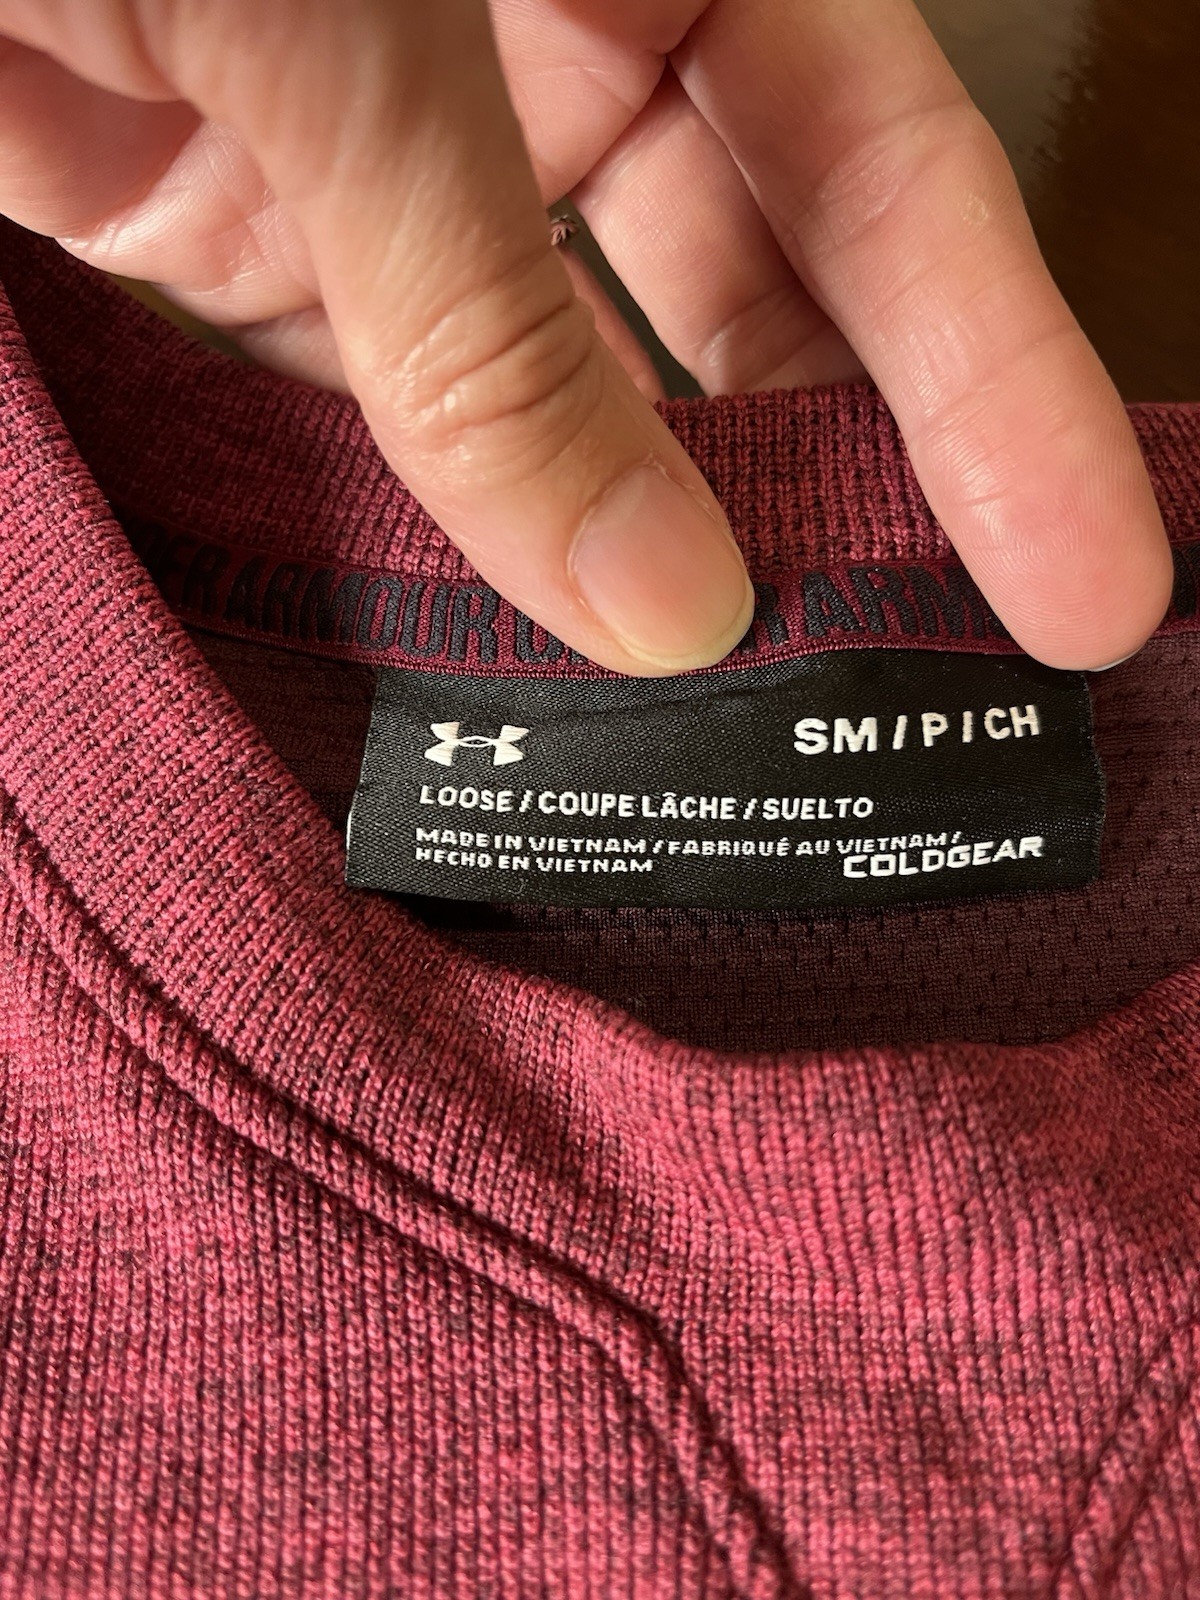 ARMOUR
SM / P / CH
LOOSE / COUPE LÂCHE / SUELTO
MADE IN VIETNAM / FABRIQUÉ AU VIETNAM /
HECHO EN VIETNAM
COLDGEAR